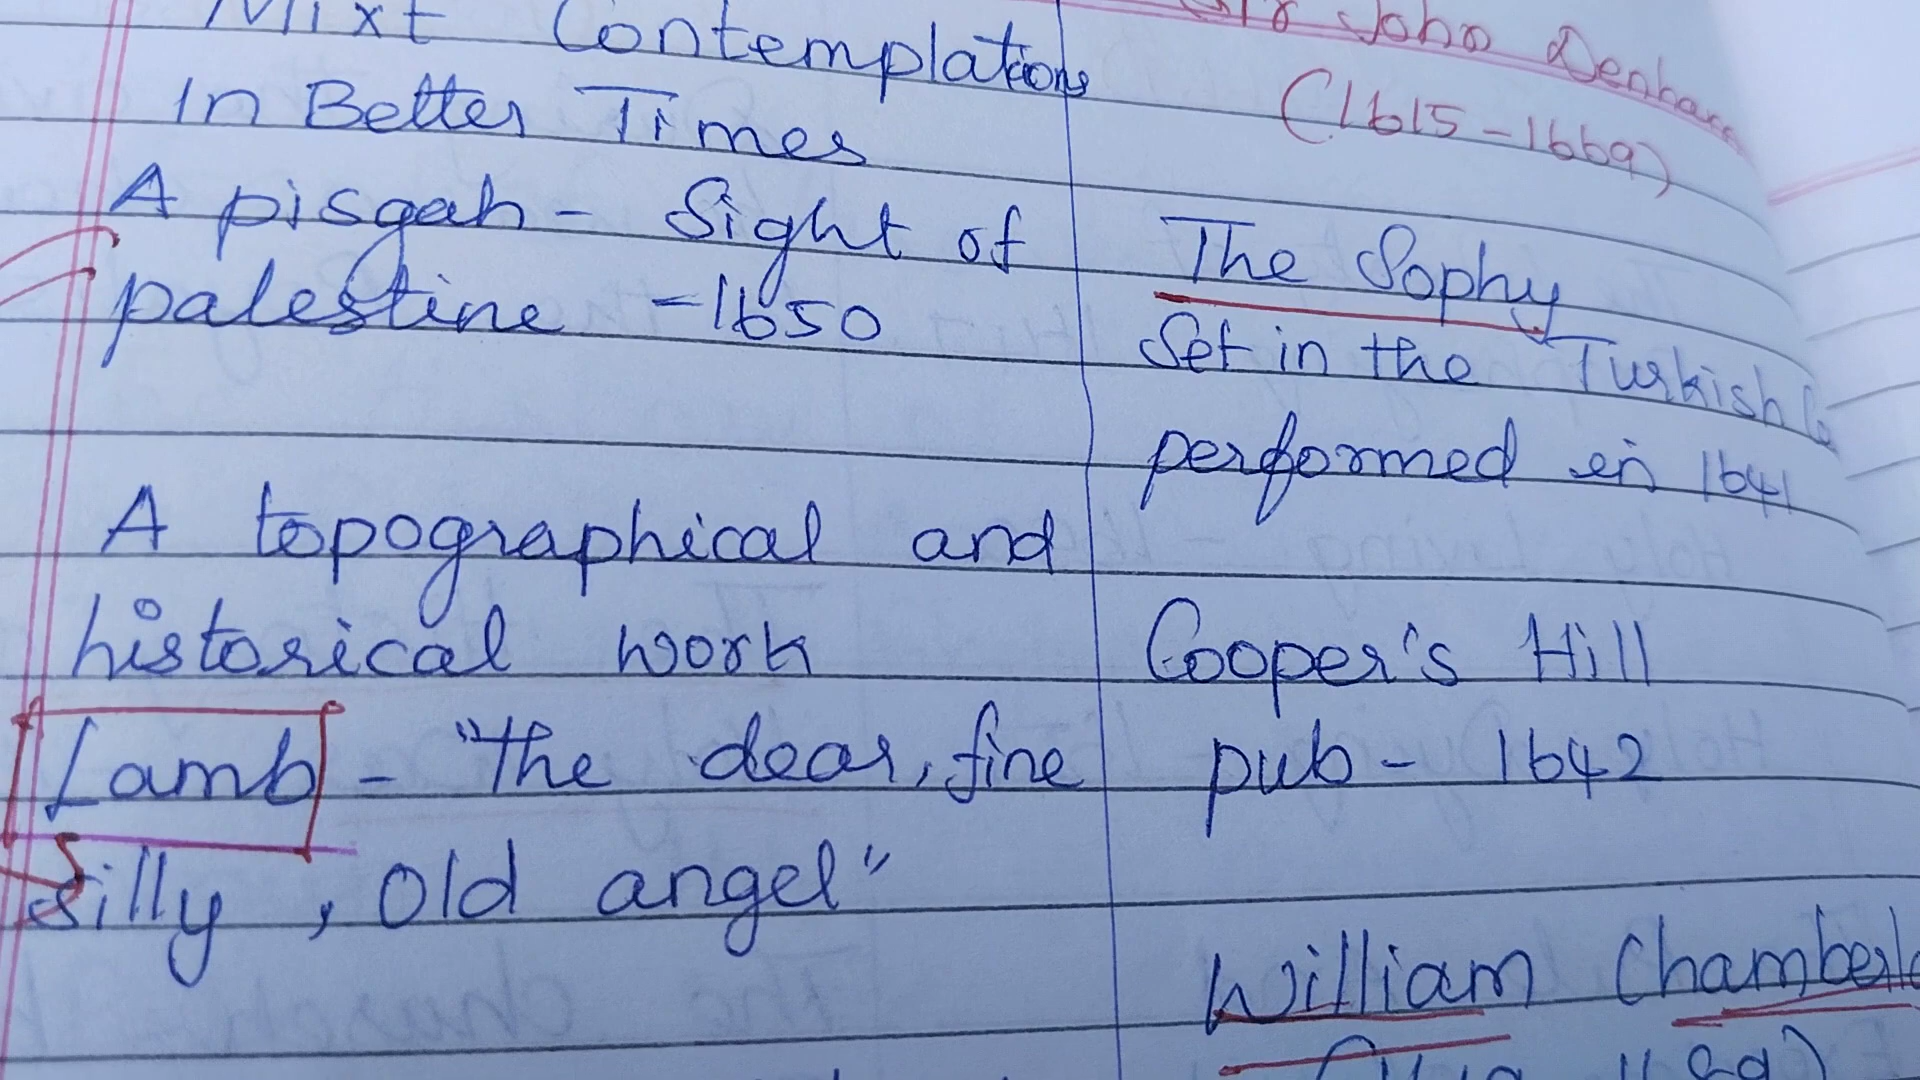 Mixt Contemplations
In Better Times
A pisgah - Sight of
palestine - 1650
A topographical and
historical work
Lamb - "the dear, fine
Silly, old angel"
Sir John Denham
(1615-1669)
The Sophy
Set in the Turkish
performed in 1641
Cooper's Hill
pub - 1642
William